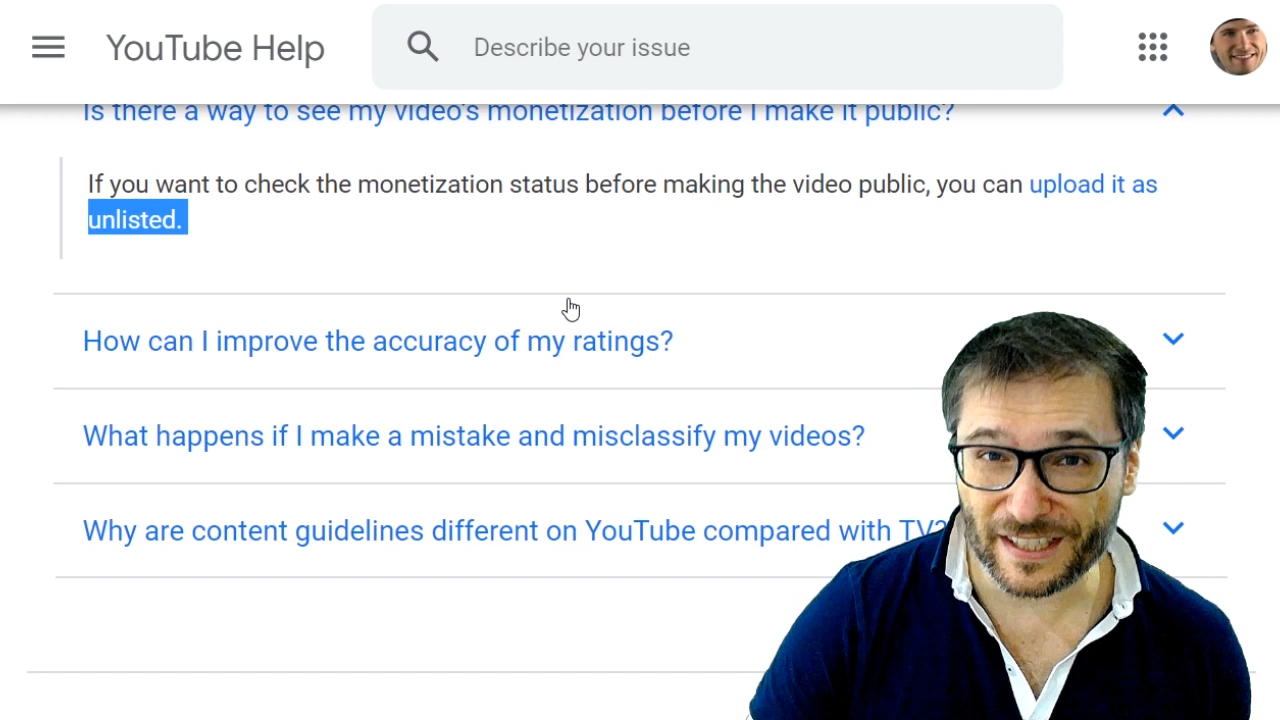 YouTube Help
Describe your issue
Is there a way to see my video's monetization before I make it public?
If you want to check the monetization status before making the video public, you can upload it as
unlisted.
How can I improve the accuracy of my ratings?
What happens if I make a mistake and misclassify my videos?
Why are content guidelines different on YouTube compared with TV?